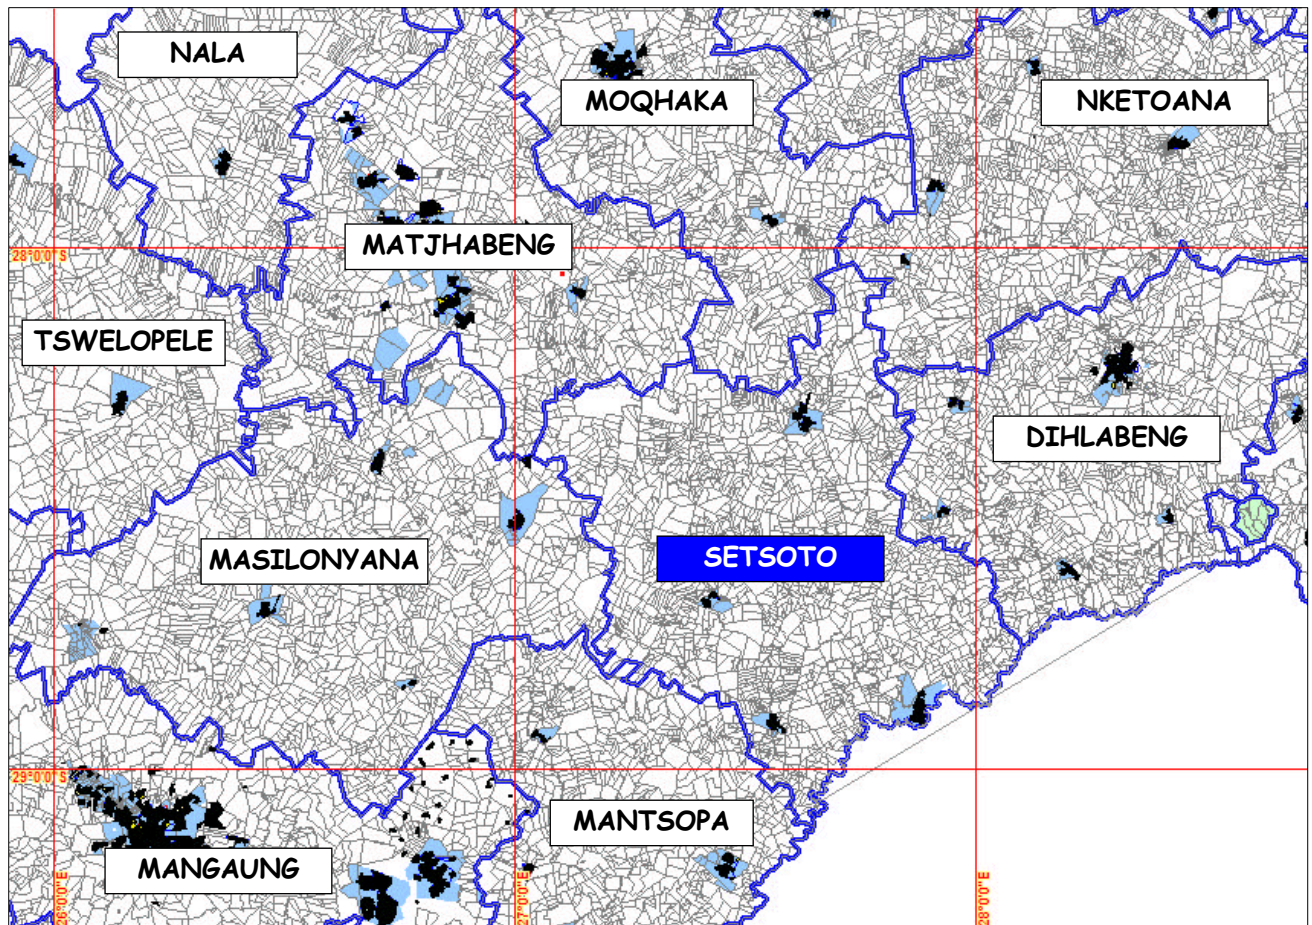 NALA
MOQHAKA
NKETOANA
MATJHABENG
28°0'0"S
TSWELOPELE
DIHLABENG
MASILONYANA
SETSOTO
29°0'0"S
MANTSOPA
MANGAUNG
26°0'0"E
27°0'0"E
28°0'0"E